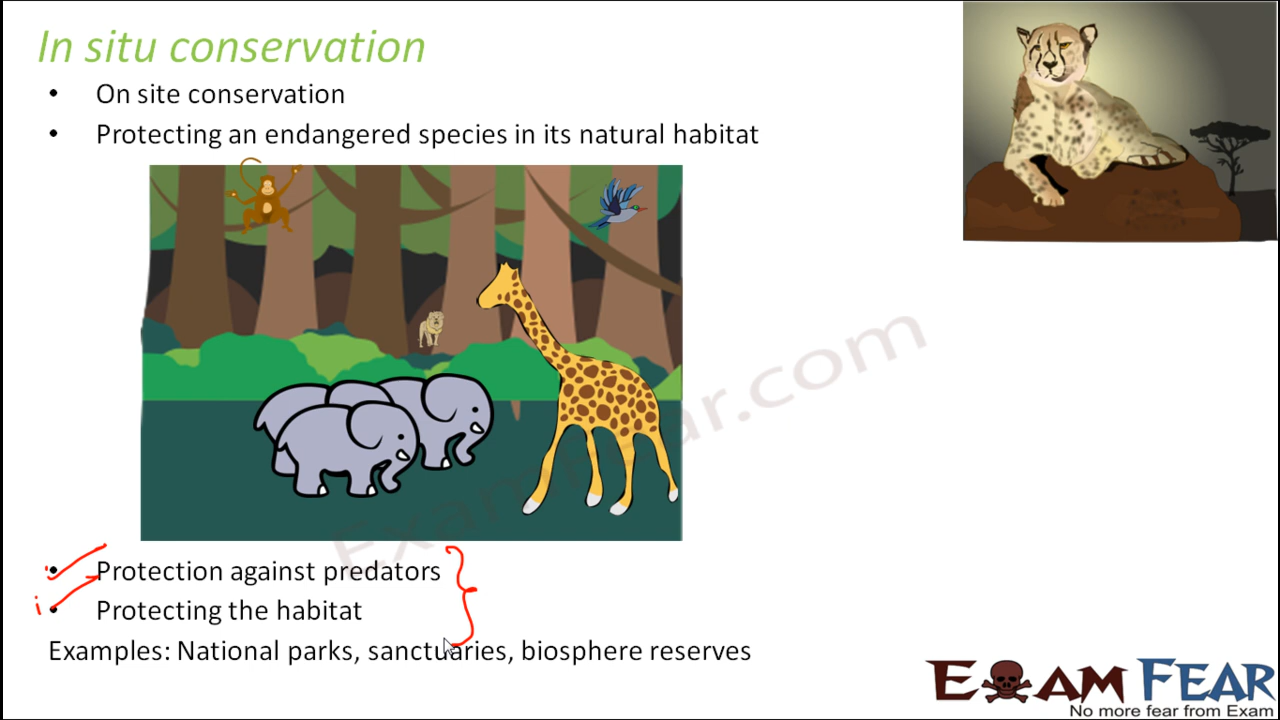 In situ conservation
• On site conservation
• Protecting an endangered species in its natural habitat
Examfear.com
• Protection against predators
• Protecting the habitat
Examples: National parks, sanctuaries, biosphere reserves
EXAM FEAR
No more fear from Exam